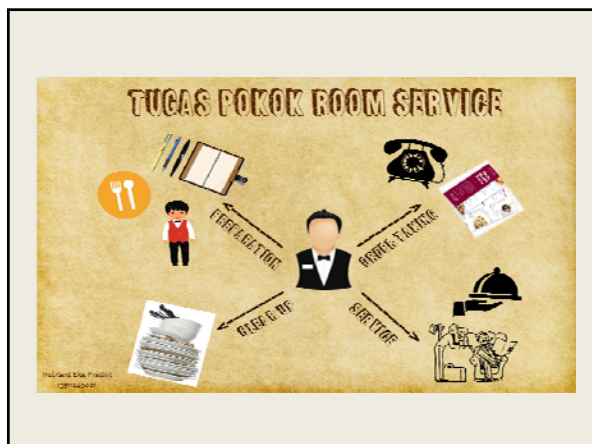 TUGAS POKOK ROOM SERVICE
PREPARATION
ORDER TAKING
CLEAR UP
SERVICE